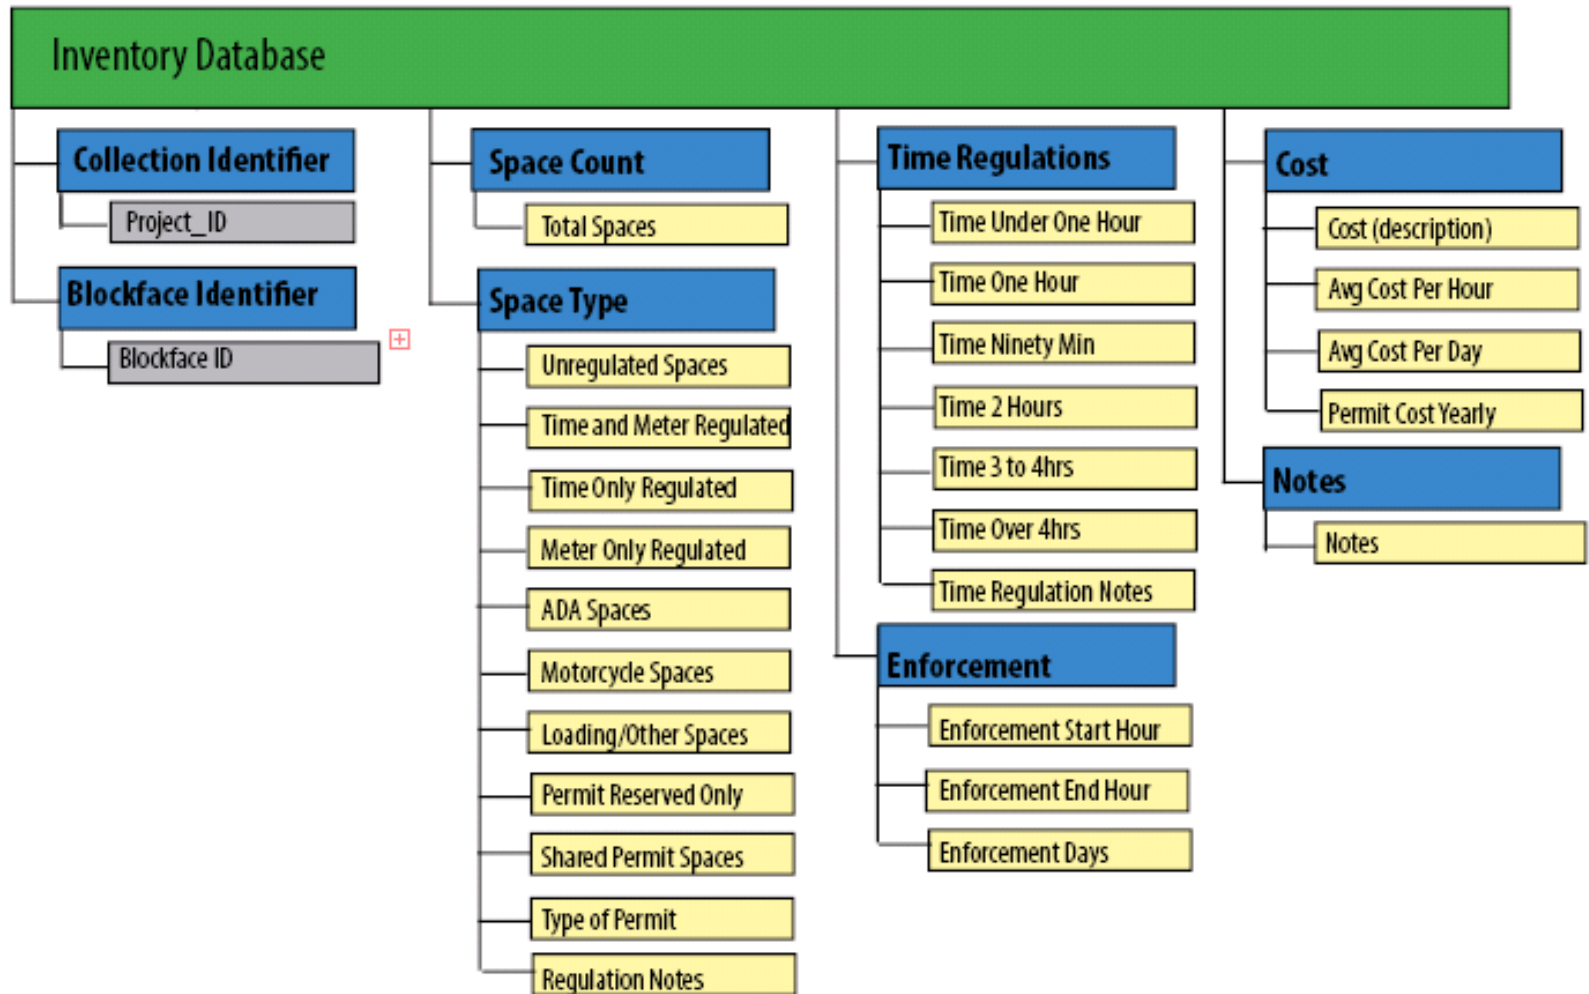 Inventory Database
Collection Identifier
Project_ID
Blockface Identifier
Blockface ID
Space Count
Total Spaces
Space Type
Unregulated Spaces
Time and Meter Regulated
Time Only Regulated
Meter Only Regulated
ADA Spaces
Motorcycle Spaces
Loading/Other Spaces
Permit Reserved Only
Shared Permit Spaces
Type of Permit
Regulation Notes
Time Regulations
Time Under One Hour
Time One Hour
Time Ninety Min
Time 2 Hours
Time 3 to 4hrs
Time Over 4hrs
Time Regulation Notes
Enforcement
Enforcement Start Hour
Enforcement End Hour
Enforcement Days
Cost
Cost (description)
Avg Cost Per Hour
Avg Cost Per Day
Permit Cost Yearly
Notes
Notes